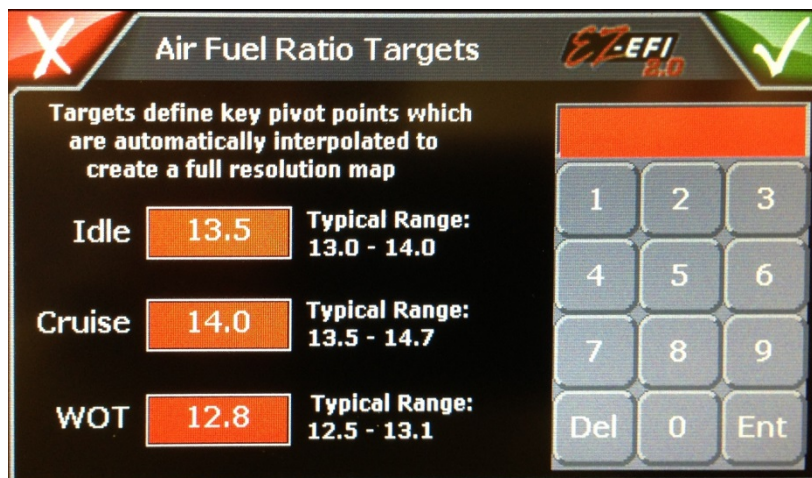 Air Fuel Ratio Targets
EZ-EFI
2.0
Targets define key pivot points which
are automatically interpolated to
create a full resolution map
Idle 13.5 Typical Range:
13.0 - 14.0
Cruise 14.0 Typical Range:
13.5 - 14.7
WOT 12.8 Typical Range:
12.5 - 13.1
1 2 3
4 5 6
7 8 9
Del 0 Ent